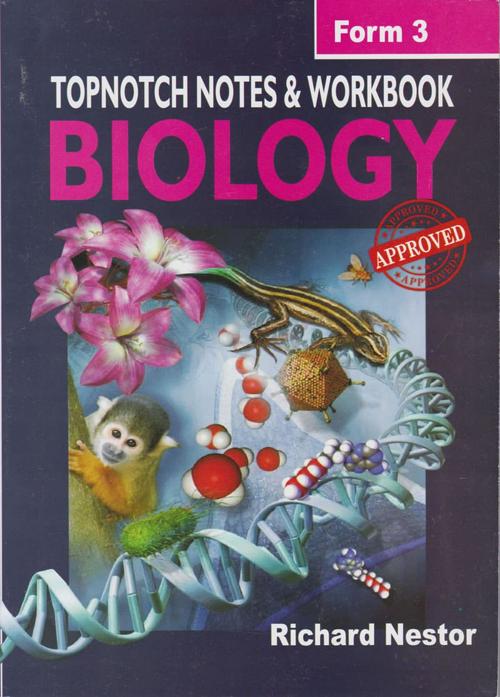 Form 3
TOPNOTCH NOTES & WORKBOOK
BIOLOGY
APPROVED
APPROVED
APPROVED
Richard Nestor